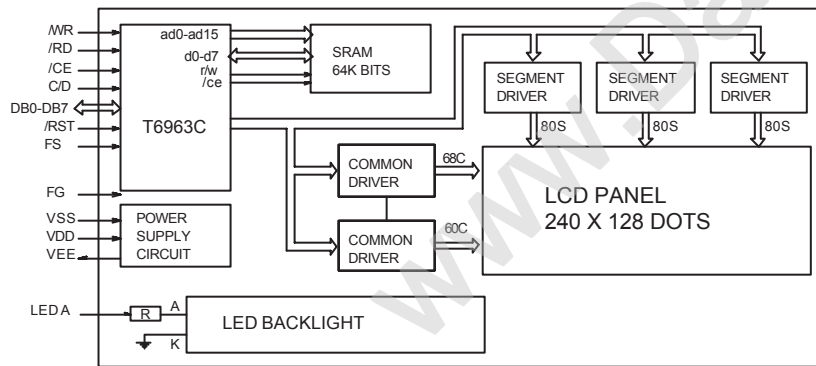 /WR
/RD
/CE
C/D
DB0-DB7
/RST
FS
FG
VSS
VDD
VEE
LED A
ad0-ad15
d0-d7
r/w
/ce
T6963C
SRAM
64K BITS
POWER
SUPPLY
CIRCUIT
SEGMENT
DRIVER
SEGMENT
DRIVER
SEGMENT
DRIVER
80S
80S
80S
COMMON
DRIVER
68C
COMMON
DRIVER
60C
LCD PANEL
240 X 128 DOTS
R
A
K
LED BACKLIGHT
www.Da